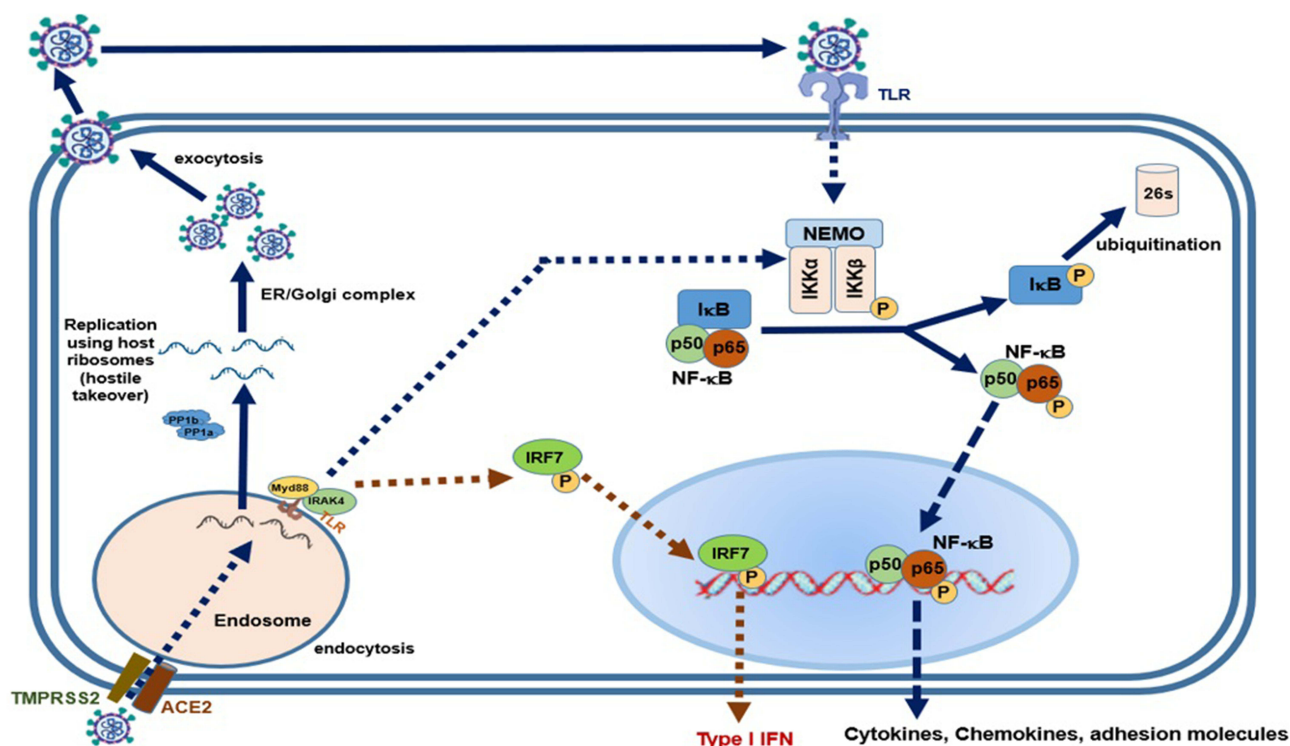 TLR
exocytosis
26s
NEMO
ubiquitination
IKKα
IKKβ
P
IκB
P
ER/Golgi complex
IκB
p50
p65
NF-κB
Replication
using host
ribosomes
(hostile
takeover)
NF-κB
p50
p65
P
PP1b
PP1a
IRF7
P
Myd88
IRAK4
TLR
NF-κB
IRF7
P
p50
p65
P
Endosome
endocytosis
TMPRSS2
ACE2
Type I IFN
Cytokines, Chemokines, adhesion molecules